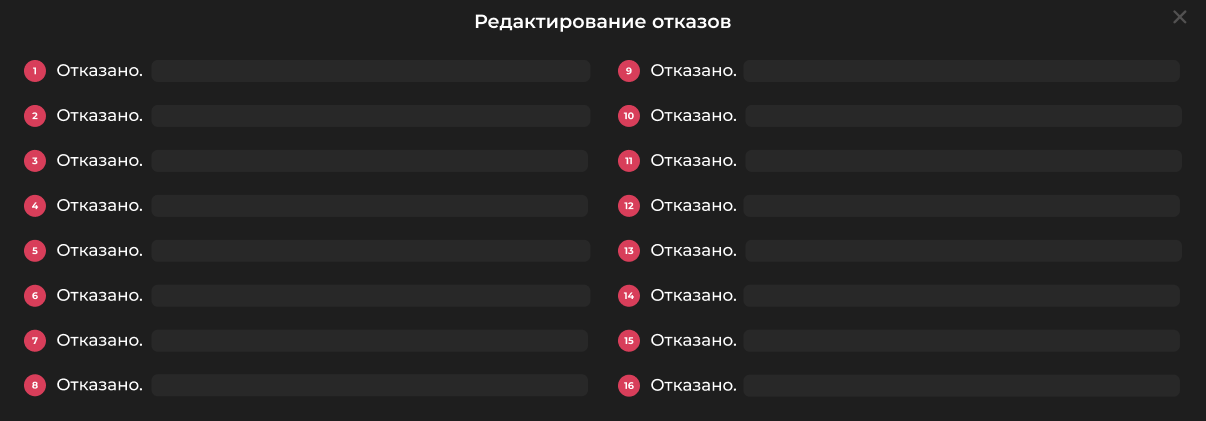 Редактирование отказов
1 Отказано.
2 Отказано.
3 Отказано.
4 Отказано.
5 Отказано.
6 Отказано.
7 Отказано.
8 Отказано.
9 Отказано.
10 Отказано.
11 Отказано.
12 Отказано.
13 Отказано.
14 Отказано.
15 Отказано.
16 Отказано.